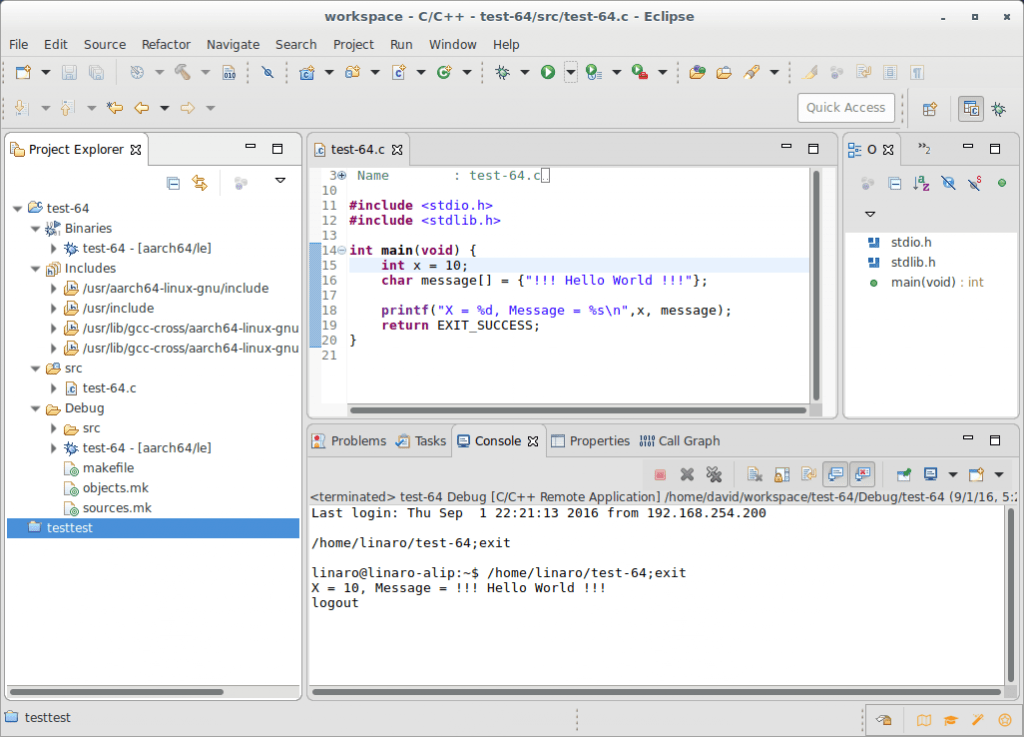 workspace - C/C++ - test-64/src/test-64.c - Eclipse
File Edit Source Refactor Navigate Search Project Run Window Help
Quick Access
Project Explorer
test-64
Binaries
test-64 - [aarch64/le]
Includes
/usr/aarch64-linux-gnu/include
/usr/include
/usr/lib/gcc-cross/aarch64-linux-gnu
/usr/lib/gcc-cross/aarch64-linux-gnu
src
test-64.c
Debug
src
test-64 - [aarch64/le]
makefile
objects.mk
sources.mk
testtest
test-64.c
3 Name : test-64.c
10
11 #include <stdio.h>
12 #include <stdlib.h>
13
14 int main(void) {
15 int x = 10;
16 char message[] = {"!!! Hello World !!!"};
17
18 printf("X = %d, Message = %s\n",x, message);
19 return EXIT_SUCCESS;
20 }
21
O
»2
stdio.h
stdlib.h
main(void) : int
Problems Tasks Console Properties Call Graph
<terminated> test-64 Debug [C/C++ Remote Application] /home/david/workspace/test-64/Debug/test-64 (9/1/16, 5:2
Last login: Thu Sep  1 22:21:13 2016 from 192.168.254.200
/home/linaro/test-64;exit
linaro@linaro-alip:~$ /home/linaro/test-64;exit
X = 10, Message = !!! Hello World !!!
logout
testtest